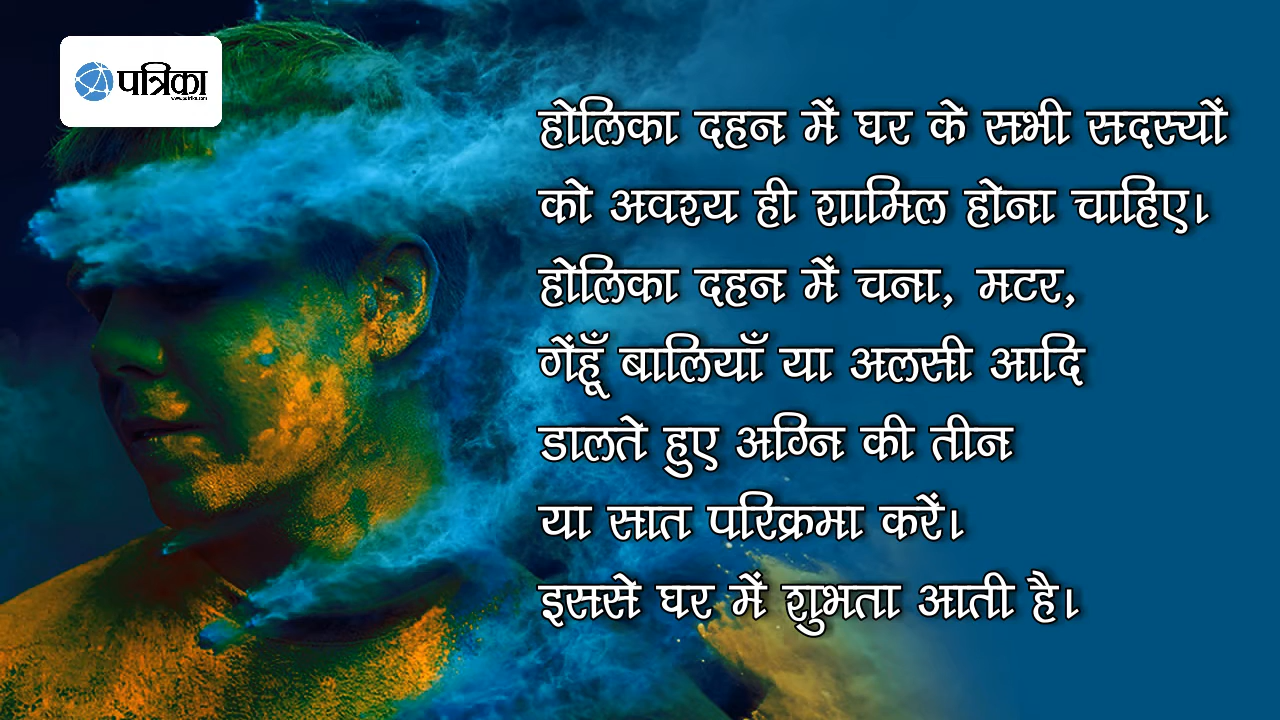 पत्रिका
होलिका दहन में घर के सभी सदस्यों
को अवश्य ही शामिल होना चाहिए।
होलिका दहन में चना, मटर,
गेंहूँ बालियाँ या अलसी आदि
डालते हुए अग्नि की तीन
या सात परिक्रमा करें।
इससे घर में शुभता आती है।